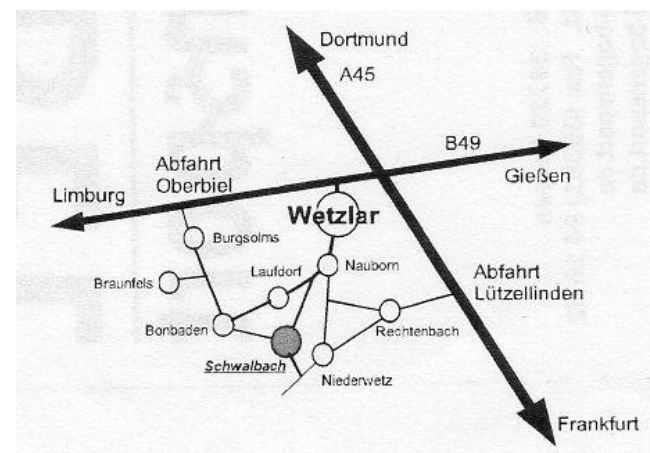 Dortmund
A45
B49
Gießen
Abfahrt
Oberbiel
Limburg
Wetzlar
Burgsolms
Nauborn
Laufdorf
Braunfels
Abfahrt
Lützellinden
Bonbaden
Rechtenbach
Schwalbach
Niederwetz
Frankfurt